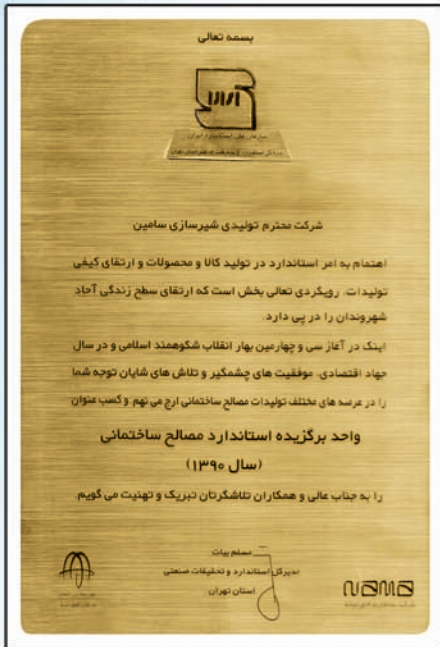 بسمه تعالی
سازمان ملی استاندارد ایران
شرکت محترم تولیدی شیرسازی سامین
اهتمام به امر استاندارد در تولید کالا و محصولات و ارتقای کیفی
تولیدات، رویکردی تعالی بخش است که ارتقای سطح زندگی آحاد
شهروندان را در پی دارد.
اینک در آغاز سی و چهارمین بهار انقلاب شکوهمند اسلامی و در سال
جهاد اقتصادی، موفقیت های چشمگیر و تلاش های شایان توجه شما
را در عرصه های مختلف تولیدات مصالح ساختمانی ارج می نهم و کسب عنوان
واحد برگزیده استاندارد مصالح ساختمانی
(سال ۱۳۹۰)
را به جناب عالی و همکاران تلاشگرتان تبریک و تهنیت می گویم.
مسلم بیات
مدیرکل استاندارد و تحقیقات صنعتی
استان تهران
NAMA